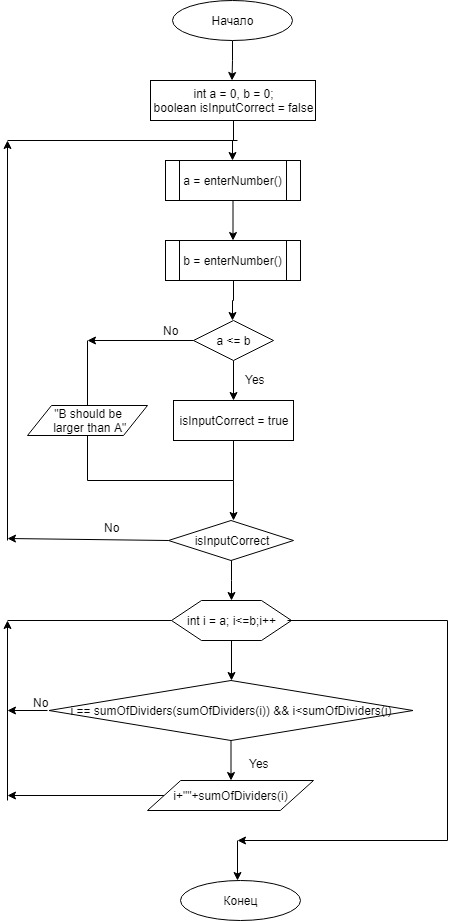 Начало
int a = 0, b = 0;
boolean isInputCorrect = false
a = enterNumber()
b = enterNumber()
No
a <= b
Yes
"B should be
larger than A"
isInputCorrect = true
No
isInputCorrect
int i = a; i<=b;i++
No
i == sumOfDividers(sumOfDividers(i)) && i<sumOfDividers(i)
Yes
i+""+sumOfDividers(i)
Конец